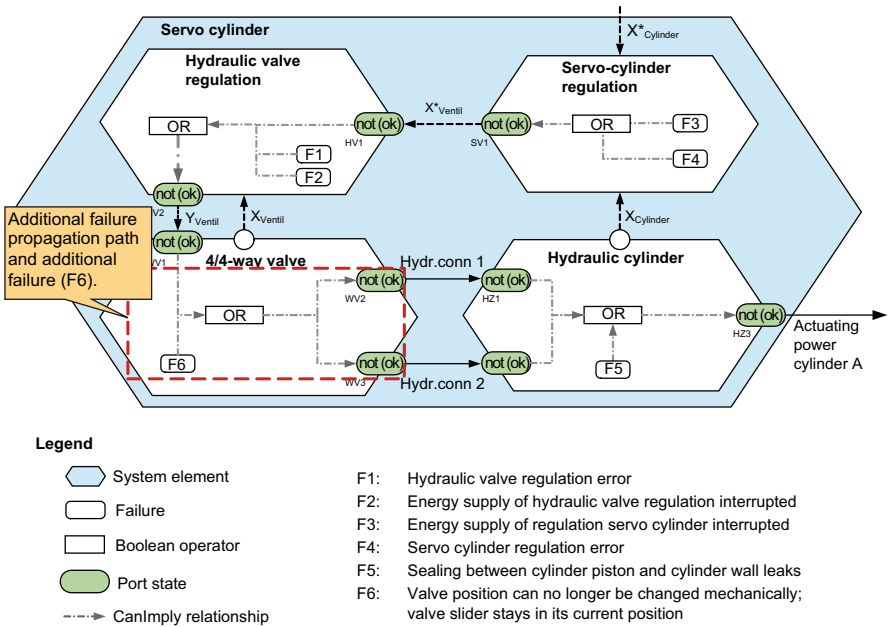 Servo cylinder
X*Cylinder
Hydraulic valve
regulation
Servo-cylinder
regulation
OR
not (ok)
HV1
X*Ventil
not (ok)
SV1
OR
F3
F4
F1
F2
not (ok)
V2
YVentil
XVentil
XCylinder
Additional failure
propagation path
and additional
failure (F6).
not (ok)
VV1
4/4-way valve
Hydr.conn 1
Hydraulic cylinder
not (ok)
WV2
not (ok)
HZ1
OR
OR
not (ok)
HZ3
Actuating
power
cylinder A
F6
not (ok)
WV3
Hydr.conn 2
not (ok)
F5
Legend
System element
Failure
Boolean operator
Port state
CanImply relationship
F1: Hydraulic valve regulation error
F2: Energy supply of hydraulic valve regulation interrupted
F3: Energy supply of regulation servo cylinder interrupted
F4: Servo cylinder regulation error
F5: Sealing between cylinder piston and cylinder wall leaks
F6: Valve position can no longer be changed mechanically;
valve slider stays in its current position